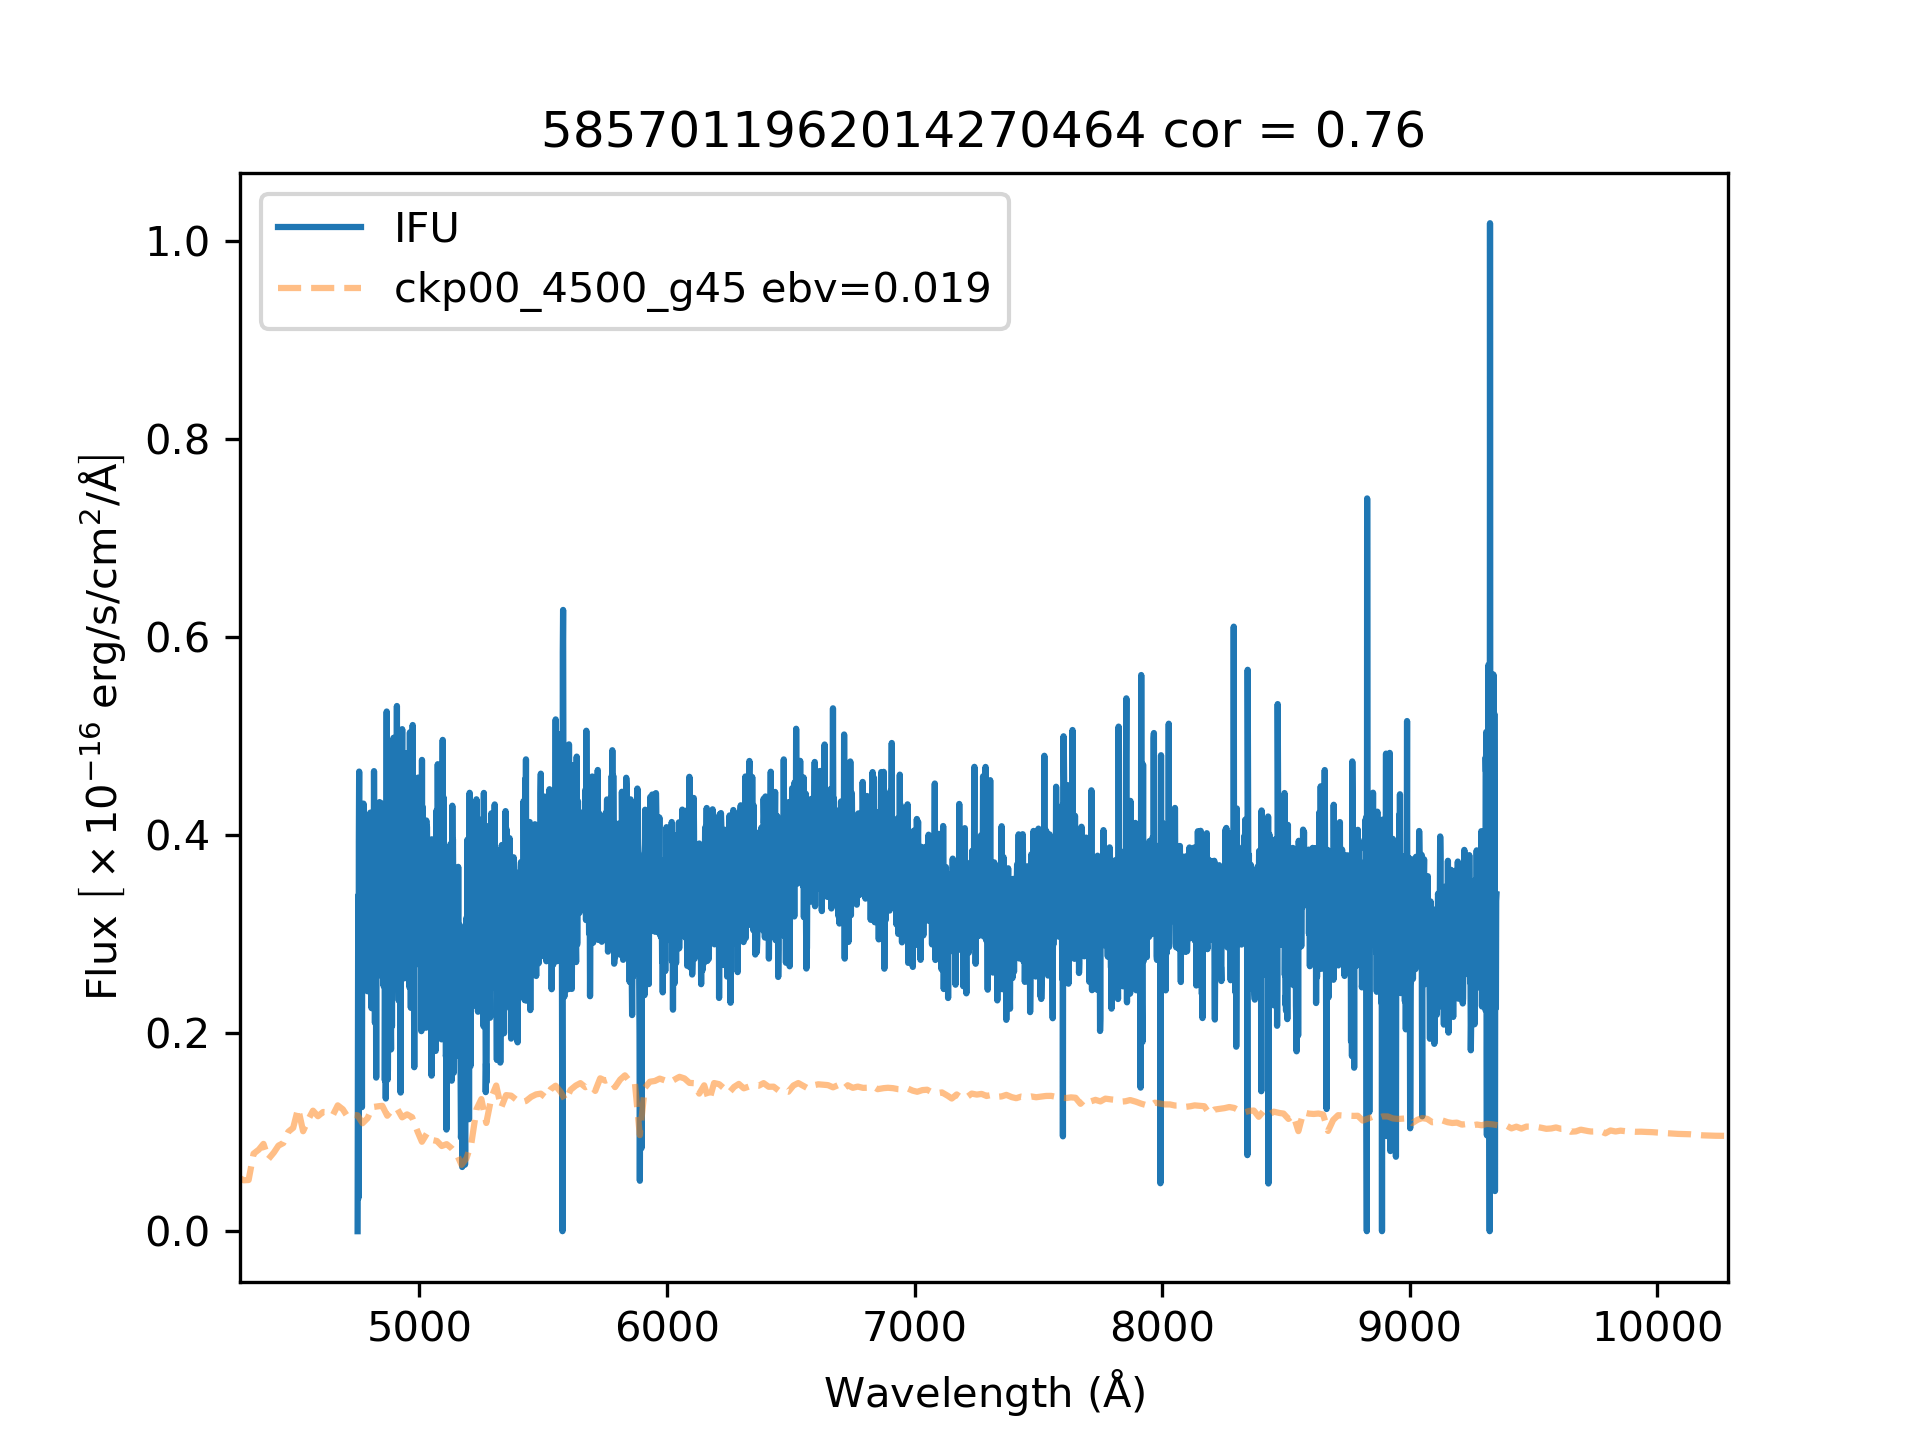 5857011962014270464 cor = 0.76
IFU
ckp00_4500_g45 ebv=0.019
1.0
0.8
0.6
0.4
0.2
0.0
Flux [×10⁻¹⁶ erg/s/cm²/Å]
5000 6000 7000 8000 9000 10000
Wavelength (Å)